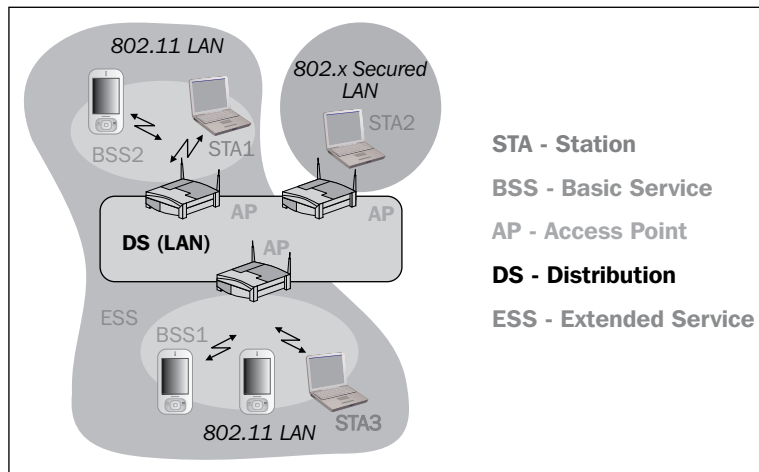 802.11 LAN
802.x Secured
LAN
STA2
BSS2
STA1
AP
AP
DS (LAN)
AP
ESS
BSS1
STA3
802.11 LAN
STA - Station
BSS - Basic Service
AP - Access Point
DS - Distribution
ESS - Extended Service